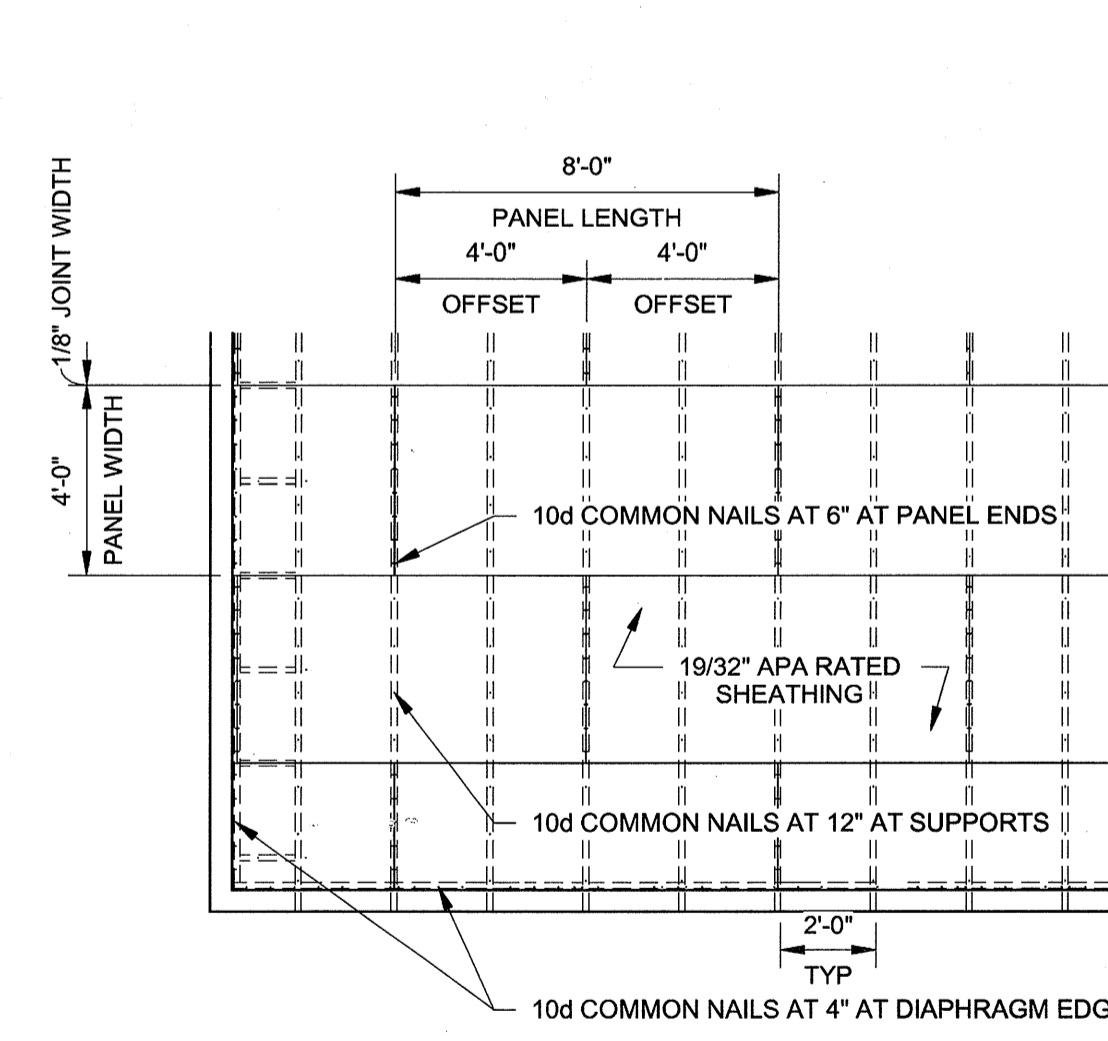 8'-0"
PANEL LENGTH
4'-0" 4'-0"
OFFSET OFFSET
1/8" JOINT WIDTH
4'-0"
PANEL WIDTH
10d COMMON NAILS AT 6" AT PANEL ENDS
19/32" APA RATED
SHEATHING
10d COMMON NAILS AT 12" AT SUPPORTS
2'-0"
TYP
10d COMMON NAILS AT 4" AT DIAPHRAGM EDG